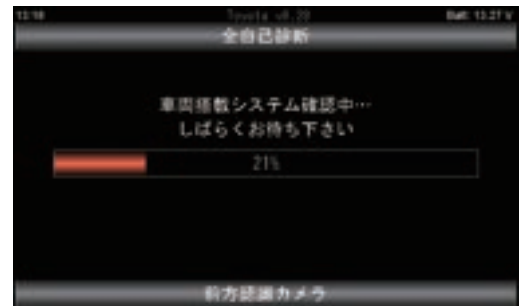 13:18 Toyota v8.20 Batt: 13.27 V
全自己診断
車両搭載システム確認中…
しばらくお待ち下さい
21%
前方認識カメラ